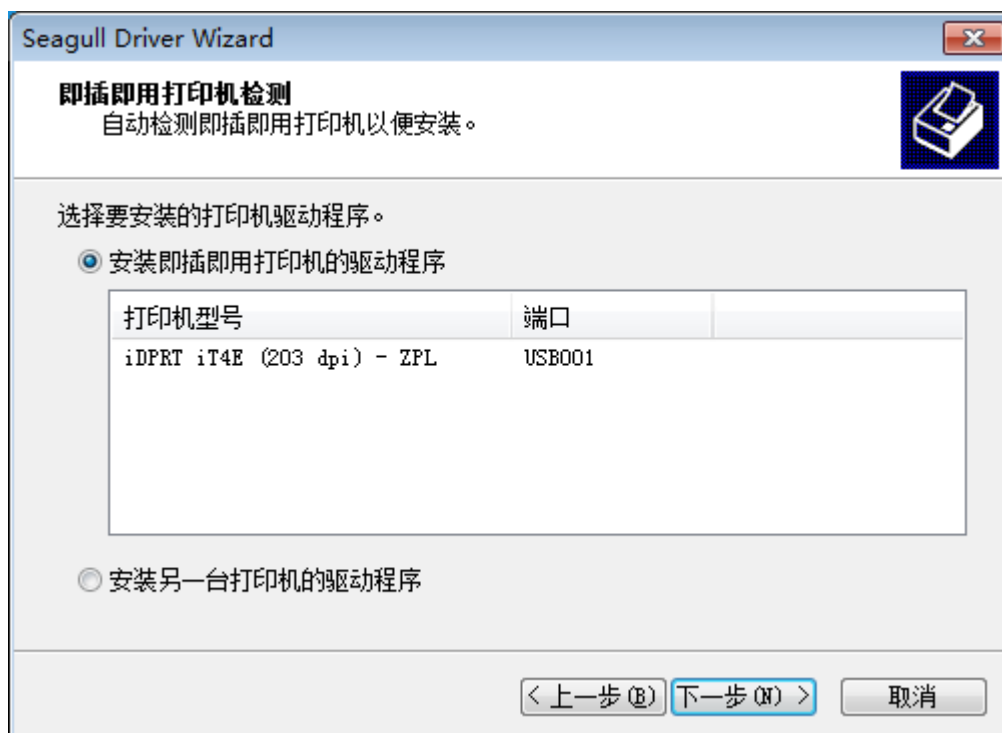 Seagull Driver Wizard
即插即用打印机检测
自动检测即插即用打印机以便安装。
选择要安装的打印机驱动程序。
安装即插即用打印机的驱动程序
打印机型号 端口
iDPRT iT4E (203 dpi) - ZPL USB001
安装另一台打印机的驱动程序
< 上一步(B) 下一步(N) > 取消